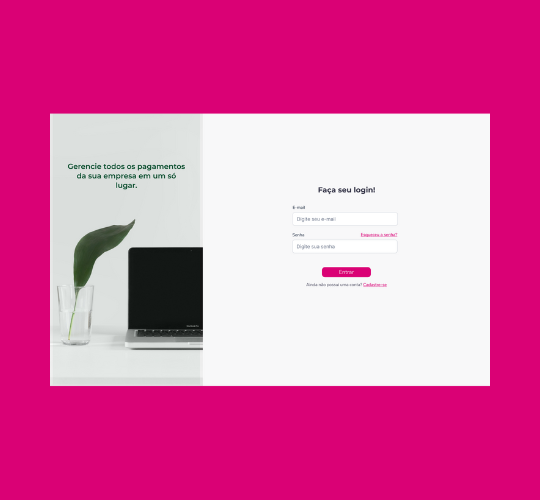 Gerencie todos os pagamentos
da sua empresa em um só
lugar.
Faça seu login!
E-mail
Digite seu e-mail
Senha
Esqueceu a senha?
Digite sua senha
Entrar
Ainda não possui uma conta? Cadastre-se